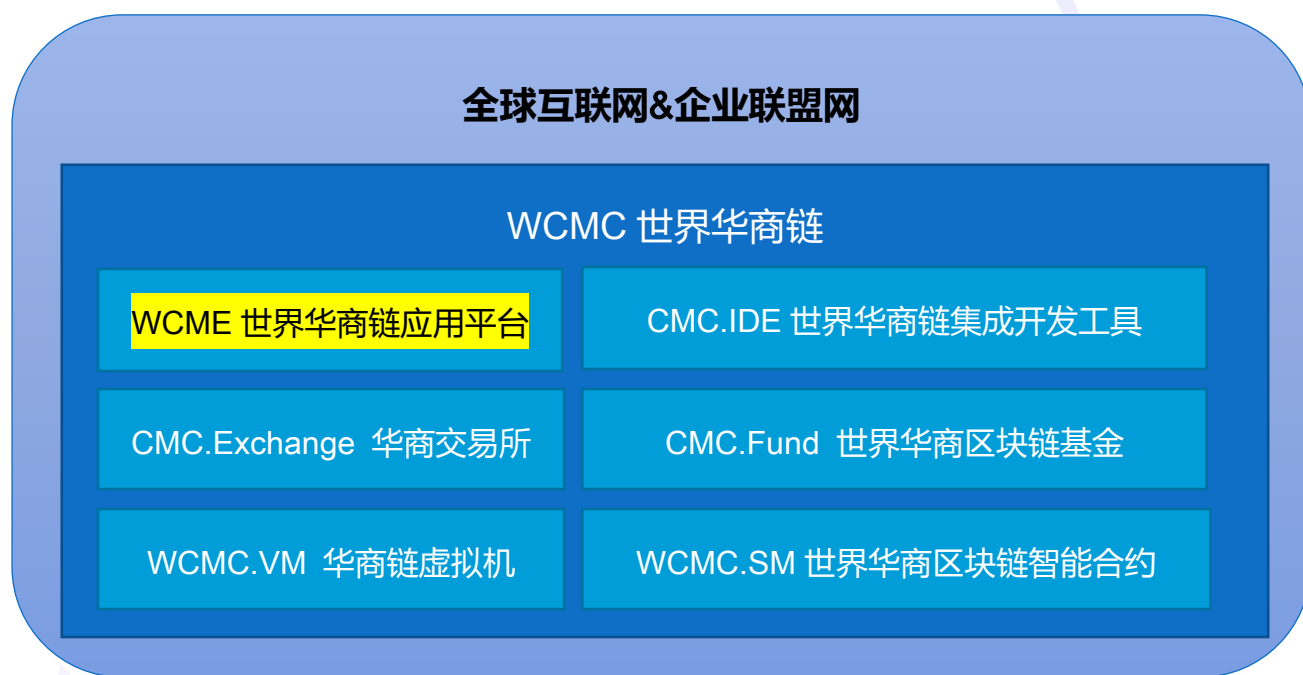 全球互联网&企业联盟网
WCMC 世界华商链
WCME 世界华商链应用平台
CMC.IDE 世界华商链集成开发工具
CMC.Exchange 华商交易所
CMC.Fund 世界华商区块链基金
WCMC.VM 华商链虚拟机
WCMC.SM 世界华商区块链智能合约